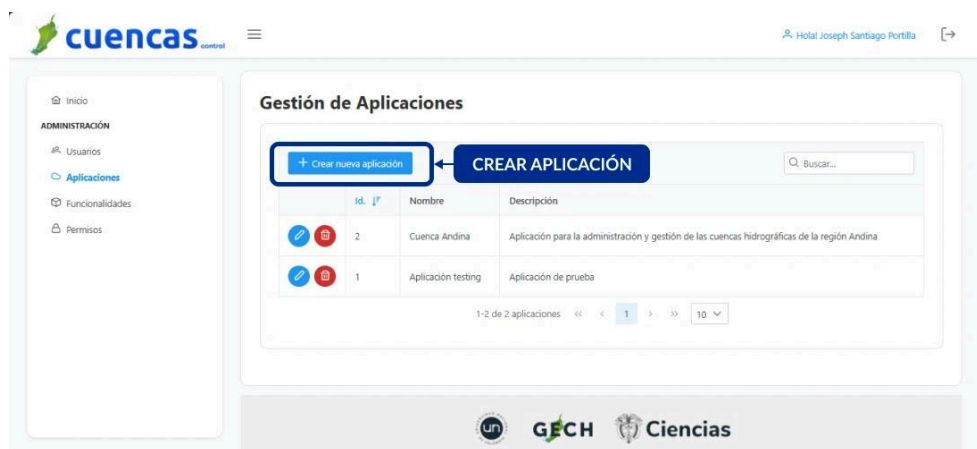 cuencas control
Hola! Joseph Santiago Portilla
Inicio
ADMINISTRACIÓN
Usuarios
Aplicaciones
Funcionalidades
Permisos
Gestión de Aplicaciones
+ Crear nueva aplicación
CREAR APLICACIÓN
Buscar...
Id. Nombre Descripción
2 Cuenca Andina Aplicación para la administración y gestión de las cuencas hidrográficas de la región Andina
1 Aplicación testing Aplicación de prueba
1-2 de 2 aplicaciones « < 1 > » 10
un GECH Ciencias